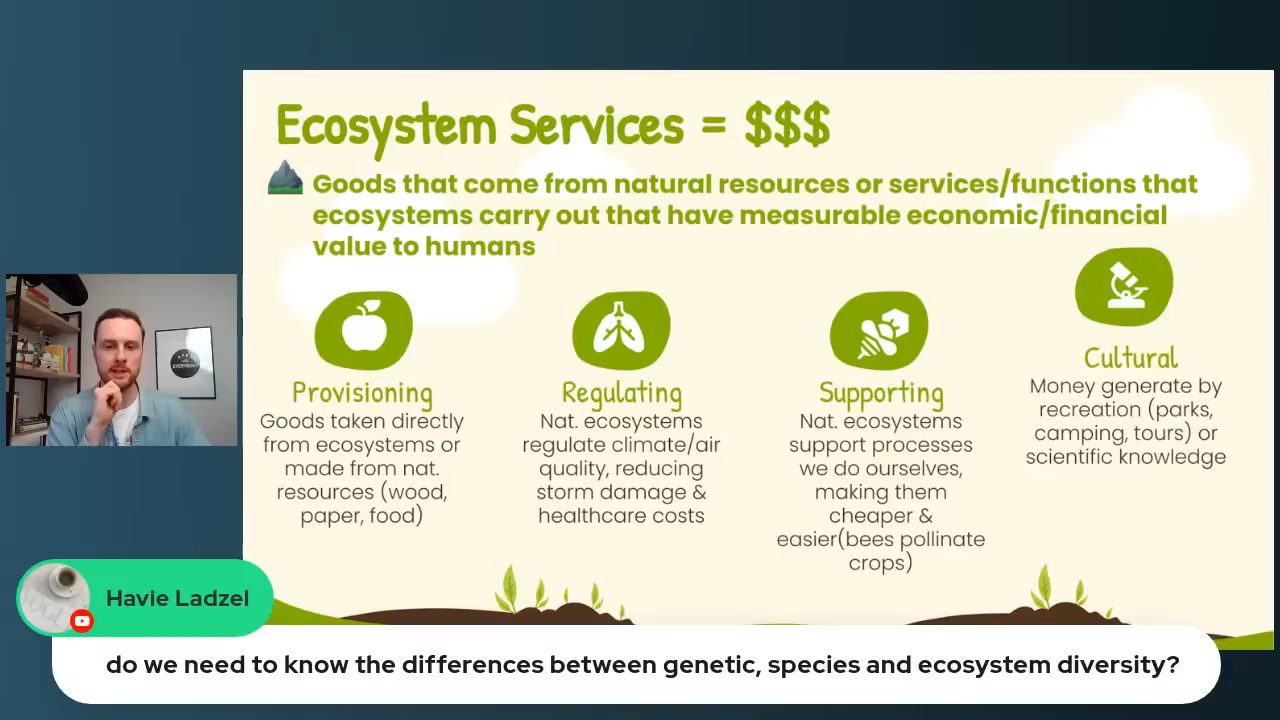 Ecosystem Services = $$$
Goods that come from natural resources or services/functions that
ecosystems carry out that have measurable economic/financial
value to humans
Provisioning
Goods taken directly
from ecosystems or
made from nat.
resources (wood,
paper, food)
Regulating
Nat. ecosystems
regulate climate/air
quality, reducing
storm damage &
healthcare costs
Supporting
Nat. ecosystems
support processes
we do ourselves,
making them
cheaper &
easier(bees pollinate
crops)
Cultural
Money generate by
recreation (parks,
camping, tours) or
scientific knowledge
Havie Ladzel
do we need to know the differences between genetic, species and ecosystem diversity?